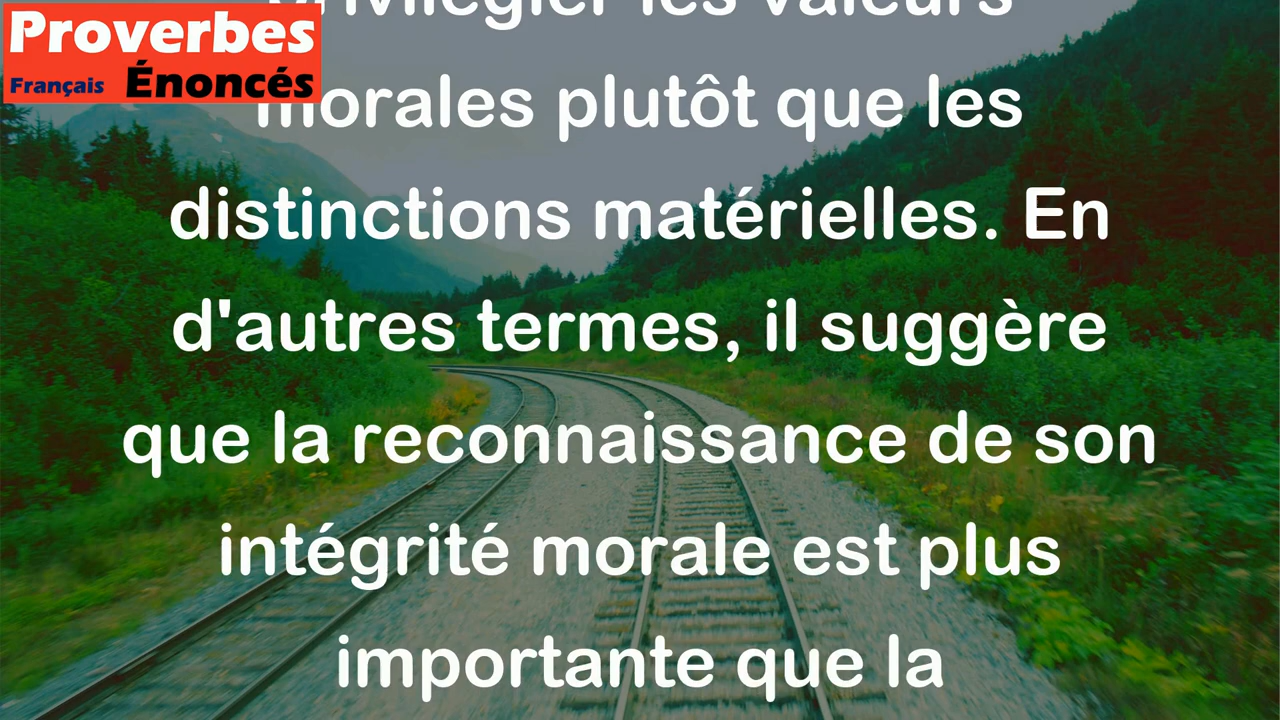 Proverbes
Français Énoncés
privilégier les valeurs
morales plutôt que les
distinctions matérielles. En
d'autres termes, il suggère
que la reconnaissance de son
intégrité morale est plus
importante que la